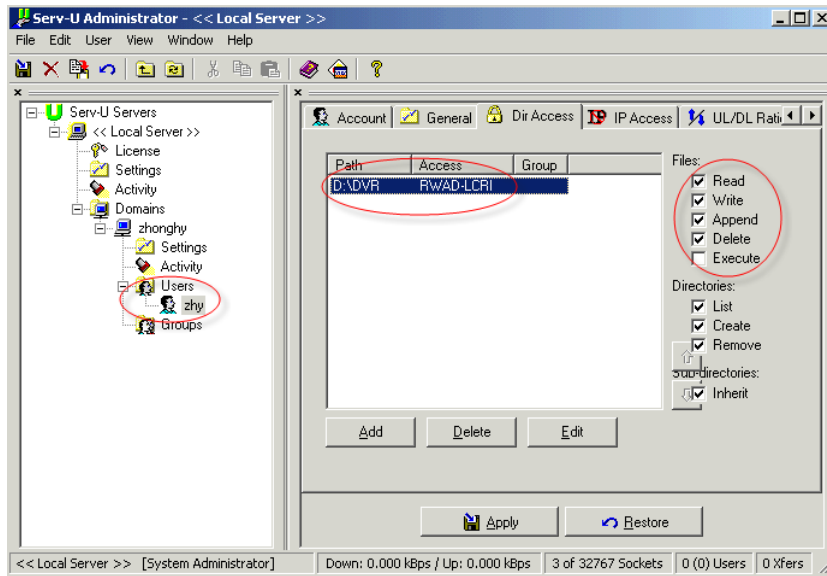 Serv-U Administrator - << Local Server >>
File Edit User View Window Help
Serv-U Servers
<< Local Server >>
License
Settings
Activity
Domains
zhonghy
Settings
Activity
Users
zhy
Groups
Account General Dir Access IP Access UL/DL Rati
Path Access Group
D:\DVR RWAD-LCRI
Files:
Read
Write
Append
Delete
Execute
Directories:
List
Create
Remove
Sub-directories:
Inherit
Add Delete Edit
Apply Restore
<< Local Server >> [System Administrator] Down: 0.000 kBps / Up: 0.000 kBps 3 of 32767 Sockets 0 (0) Users 0 Xfers